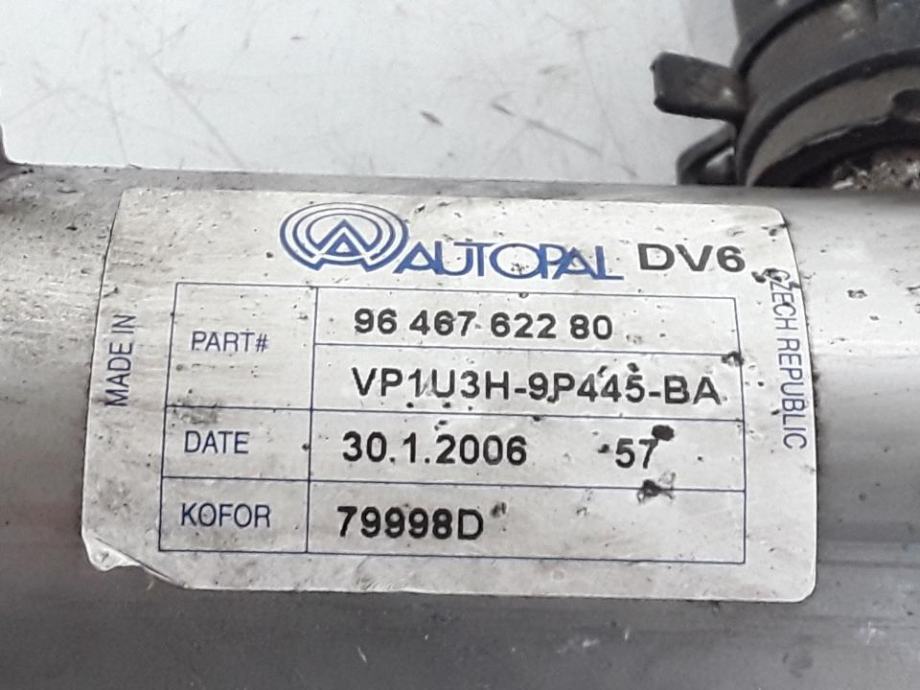 AUTOPAL DV6
MADE IN
CZECH REPUBLIC
PART# 96 467 622 80
VP1U3H-9P445-BA
DATE 30.1.2006 57
KOFOR 79998D